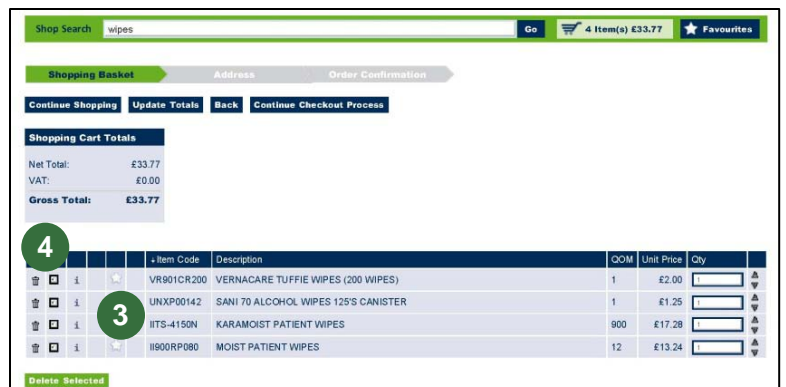 Shop Search wipes Go 4 Item(s) £33.77 Favourites
Shopping Basket Address Order Confirmation
Continue Shopping Update Totals Back Continue Checkout Process
Shopping Cart Totals
Net Total: £33.77
VAT: £0.00
Gross Total: £33.77
4
Item Code Description QOM Unit Price Qty
i VR901CR200 VERNACARE TUFFIE WIPES (200 WIPES) 1 £2.00 1
i UNXP00142 SANI 70 ALCOHOL WIPES 125'S CANISTER 1 £1.25 1
3
i IITS-4150N KARAMOIST PATIENT WIPES 900 £17.28 1
i II900RP080 MOIST PATIENT WIPES 12 £13.24 1
Delete Selected